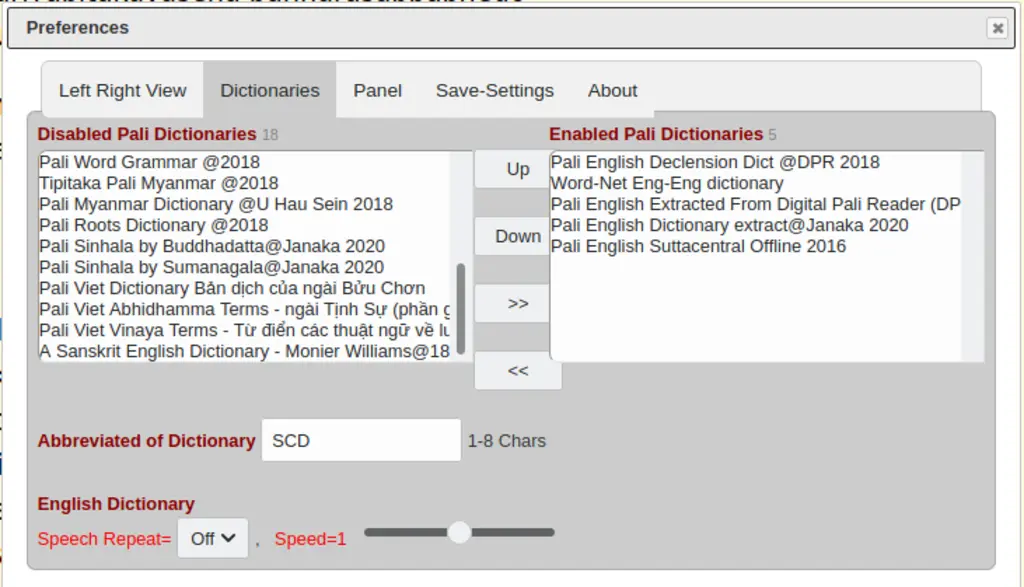 Preferences
Left Right View Dictionaries Panel Save-Settings About
Disabled Pali Dictionaries 18
Pali Word Grammar @2018
Tipitaka Pali Myanmar @2018
Pali Myanmar Dictionary @U Hau Sein 2018
Pali Roots Dictionary @2018
Pali Sinhala by Buddhadatta@Janaka 2020
Pali Sinhala by Sumanagala@Janaka 2020
Pali Viet Dictionary Bản dịch của ngài Bửu Chơn
Pali Viet Abhidhamma Terms - ngài Tịnh Sự (phần g
Pali Viet Vinaya Terms - Từ điển các thuật ngữ về lu
A Sanskrit English Dictionary - Monier Williams@18
Up
Down
>>
<<
Enabled Pali Dictionaries 5
Pali English Declension Dict @DPR 2018
Word-Net Eng-Eng dictionary
Pali English Extracted From Digital Pali Reader (DP
Pali English Dictionary extract@Janaka 2020
Pali English Suttacentral Offline 2016
Abbreviated of Dictionary SCD 1-8 Chars
English Dictionary
Speech Repeat= Off , Speed=1